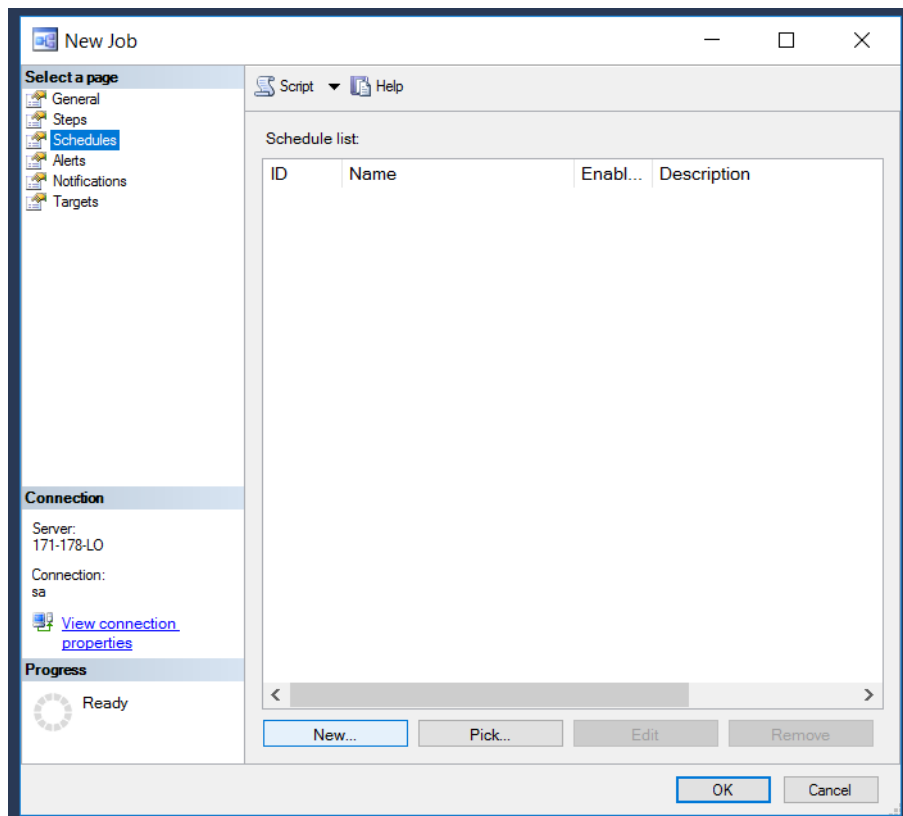 New Job
Select a page
General
Steps
Schedules
Alerts
Notifications
Targets
Script Help
Schedule list:
ID Name Enabl... Description
Connection
Server:
171-178-LO
Connection:
sa
View connection
properties
Progress
Ready
New... Pick... Edit Remove
OK Cancel